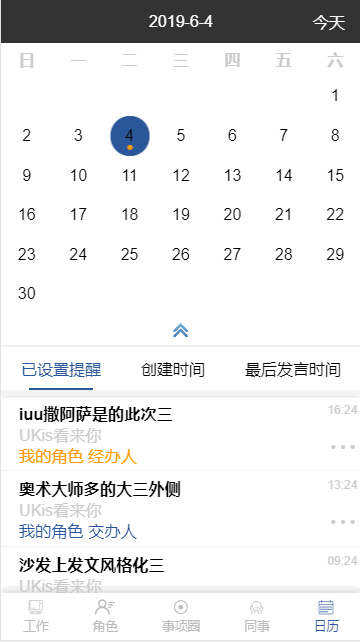 2019-6-4 今天
日 一 二 三 四 五 六
1
2 3 4 5 6 7 8
9 10 11 12 13 14 15
16 17 18 19 20 21 22
23 24 25 26 27 28 29
30
已设置提醒 创建时间 最后发言时间
iuu撒阿萨是的此次三 16:24
UKis看来你
我的角色 经办人
奥术大师多的大三外侧 13:24
UKis看来你
我的角色 交办人
沙发上发文风格化三 09:24
UKis看来你
工作 角色 事项圈 同事 日历